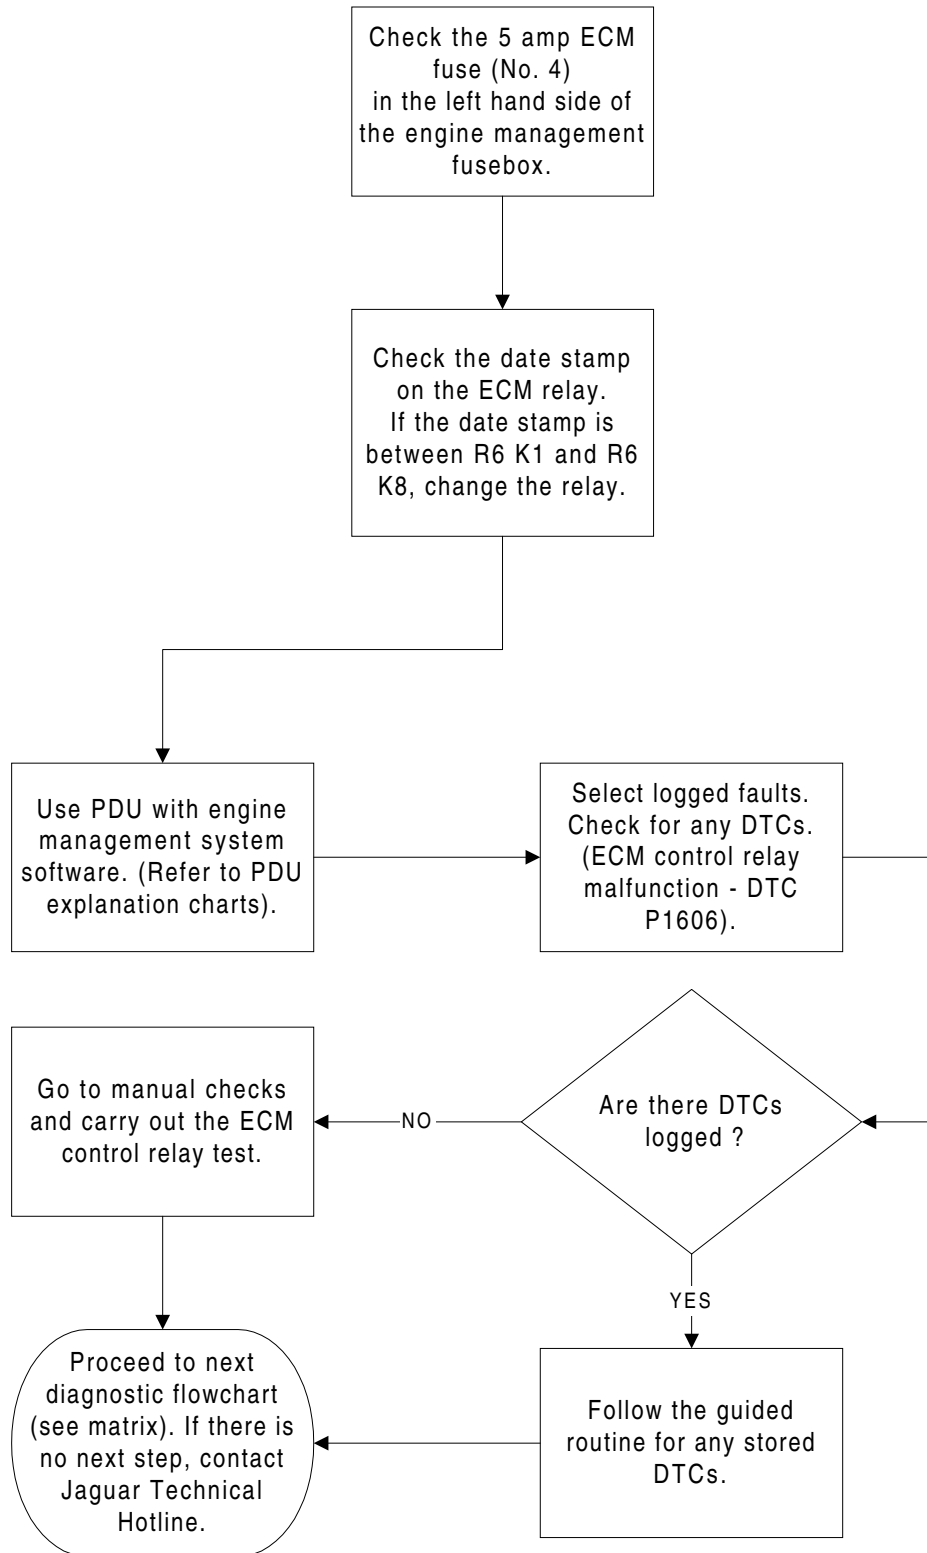 Check the 5 amp ECM
fuse (No. 4)
in the left hand side of
the engine management
fusebox.
Check the date stamp
on the ECM relay.
If the date stamp is
between R6 K1 and R6
K8, change the relay.
Use PDU with engine
management system
software. (Refer to PDU
explanation charts).
Select logged faults.
Check for any DTCs.
(ECM control relay
malfunction - DTC
P1606).
Are there DTCs
logged ?
NO
Go to manual checks
and carry out the ECM
control relay test.
YES
Follow the guided
routine for any stored
DTCs.
Proceed to next
diagnostic flowchart
(see matrix). If there is
no next step, contact
Jaguar Technical
Hotline.